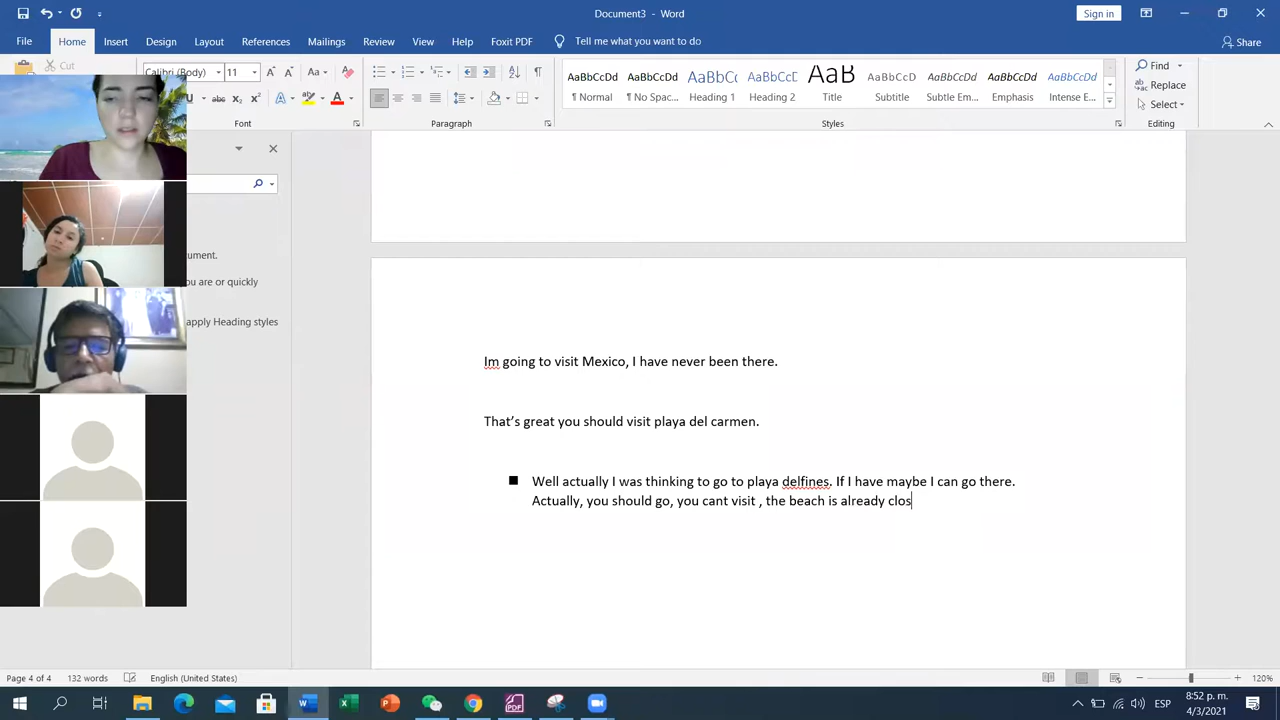 Document3 - Word
Sign in
File Home Insert Design Layout References Mailings Review View Help Foxit PDF Tell me what you want to do Share
Cut
Calibri (Body) 11
Aa
U abc X₂ X²
Font
Paragraph
AaBbCcDd AaBbCcDd AaBbC AaBbCcD AaB AaBbCcDd AaBbCcDd AaBbCcDd AaBbCcDd
¶ Normal ¶ No Spac... Heading 1 Heading 2 Title Subtitle Subtle Em... Emphasis Intense E...
Styles
Find
Replace
Select
Editing
ument.
u are or quickly
apply Heading styles
Im going to visit Mexico, I have never been there.
That's great you should visit playa del carmen.
Well actually I was thinking to go to playa delfines. If I have maybe I can go there.
Actually, you should go, you cant visit , the beach is already clos
Page 4 of 4 132 words English (United States) 120%
ESP
8:52 p. m.
4/3/2021